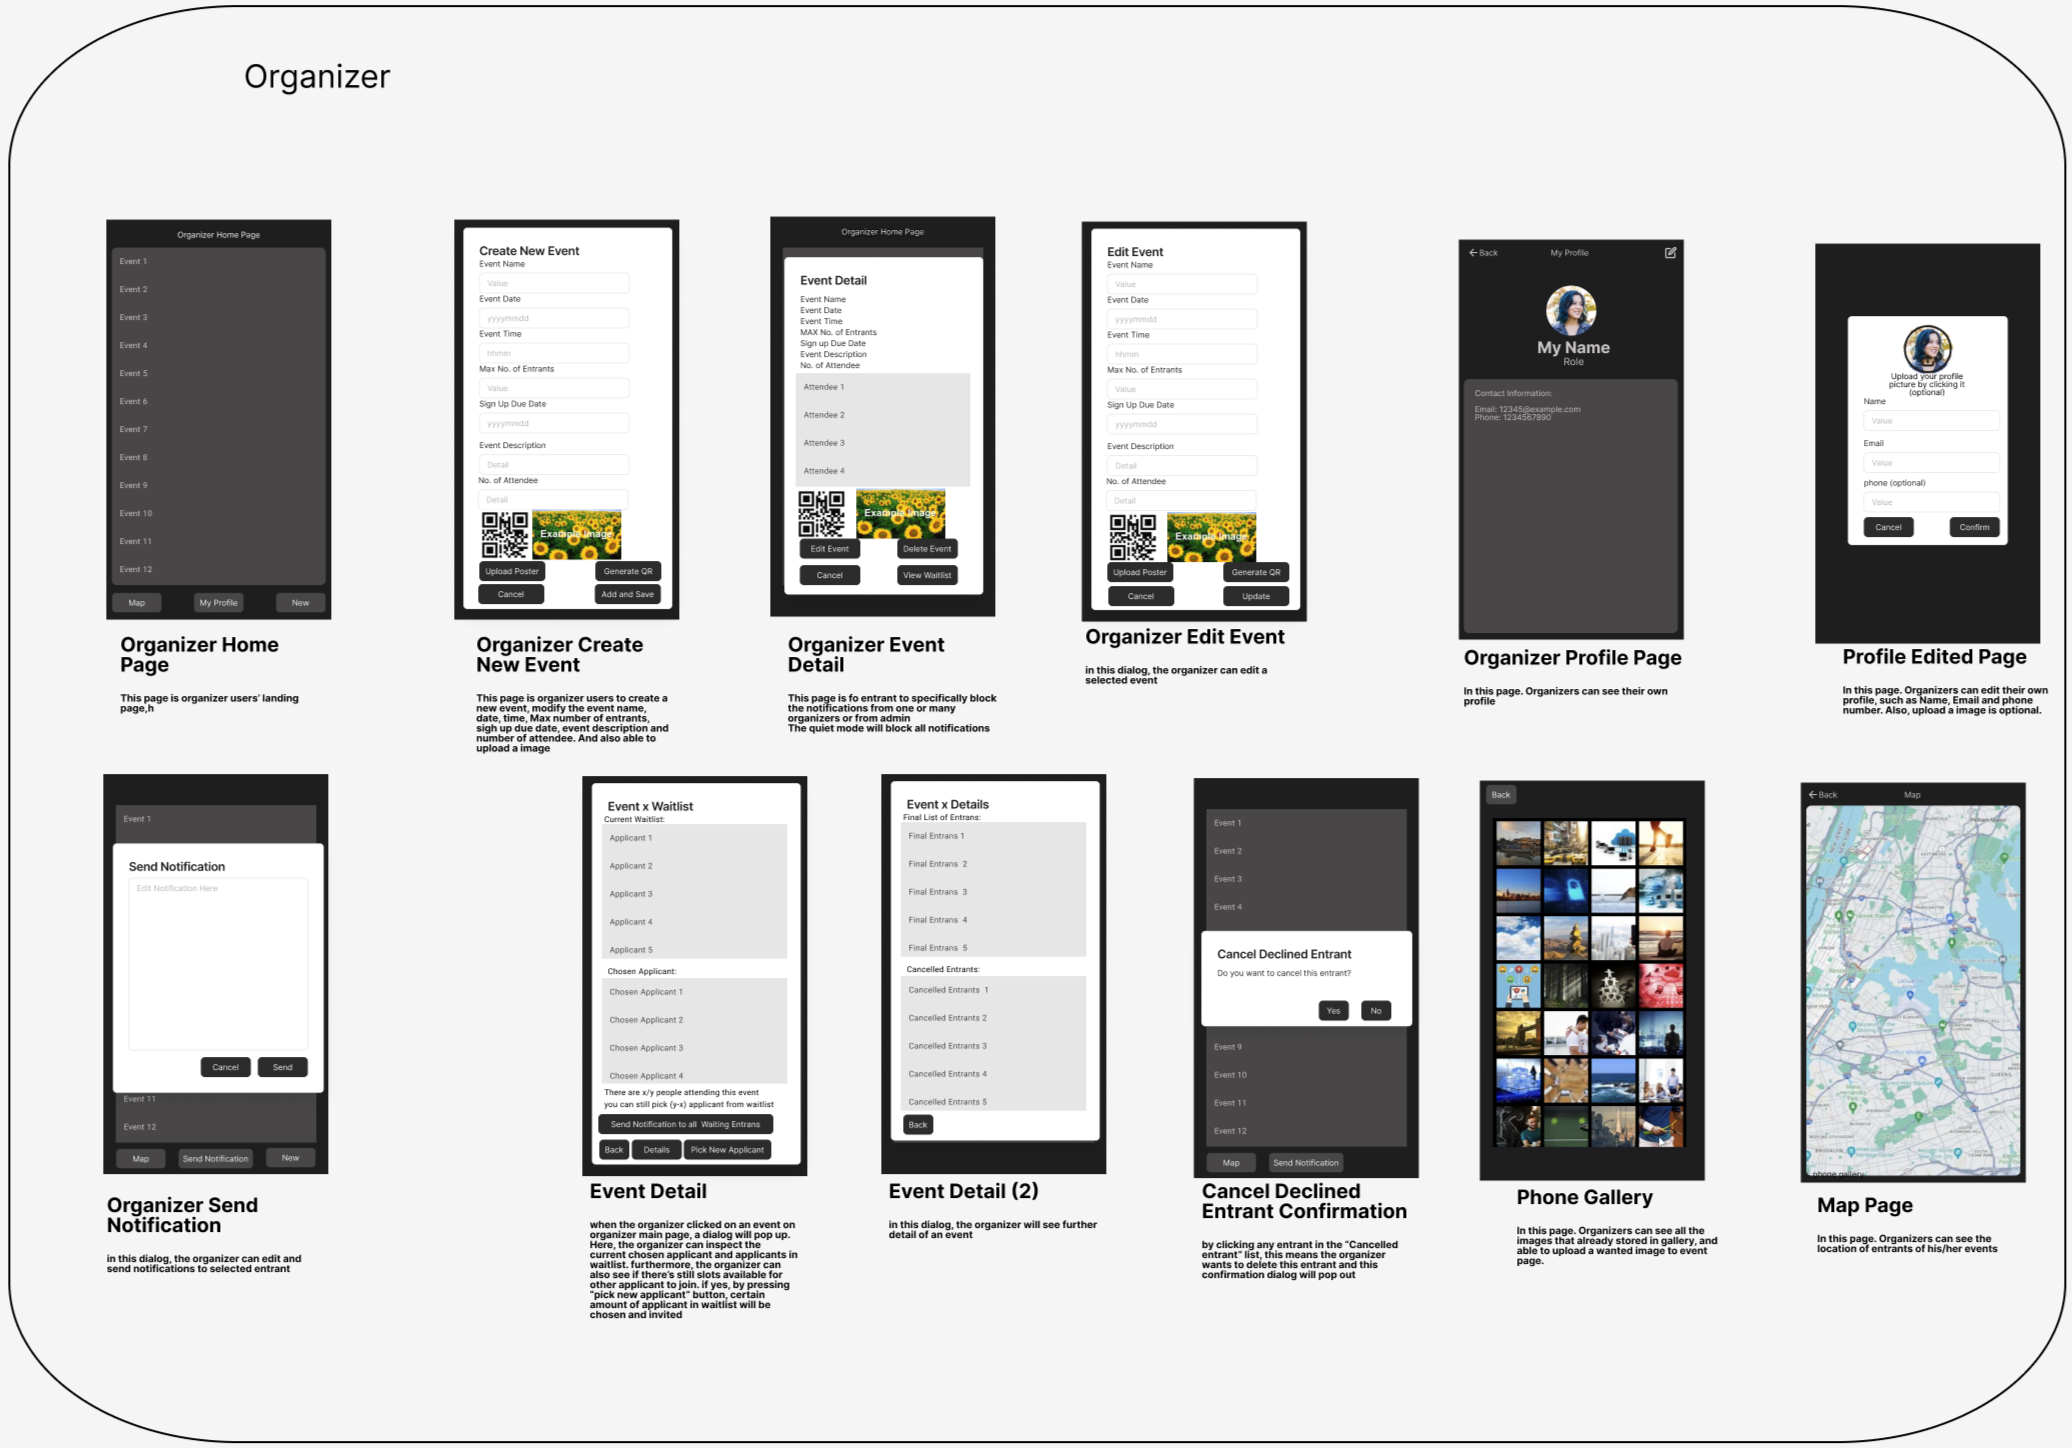 Organizer
Organizer Home Page
Event 1
Event 2
Event 3
Event 4
Event 5
Event 6
Event 7
Event 8
Event 9
Event 10
Event 11
Event 12
Map
My Profile
New
Organizer Home
Page
This page is organizer users' landing
page,h
Create New Event
Event Name
Value
Event Date
yyyymmdd
Event Time
hhmm
Max No. of Entrants
Value
Sign Up Due Date
yyyymmdd
Event Description
Detail
No. of Attendee
Detail
Example Image
Upload Poster
Generate QR
Cancel
Add and Save
Organizer Create
New Event
This page is organizer users to create a
new event, modify the event name,
date, time, Max number of entrants,
sigh up due date, event description and
number of attendee. And also able to
upload a image
Organizer Home Page
Event Detail
Event Name
Event Date
Event Time
MAX No. of Entrants
Sign up Due Date
Event Description
No. of Attendee
Attendee 1
Attendee 2
Attendee 3
Attendee 4
Example Image
Edit Event
Delete Event
Cancel
View Waitlist
Organizer Event
Detail
This page is fo entrant to specifically block
the notifications from one or many
organizers or from admin
The quiet mode will block all notifications
Edit Event
Event Name
Value
Event Date
yyyymmdd
Event Time
hhmm
Max No. of Entrants
Value
Sign Up Due Date
yyyymmdd
Event Description
Detail
No. of Attendee
Detail
Example Image
Upload Poster
Generate QR
Cancel
Update
Organizer Edit Event
in this dialog, the organizer can edit a
selected event
Back
My Profile
My Name
Role
Contact Information:
Email: 12345@example.com
Phone: 1234567890
Organizer Profile Page
In this page. Organizers can see their own
profile
Upload your profile
picture by clicking it
(optional)
Name
Value
Email
Value
phone (optional)
Value
Cancel
Confirm
Profile Edited Page
In this page. Organizers can edit their own
profile, such as Name, Email and phone
number. Also, upload a image is optional.
Event 1
Send Notification
Edit Notification Here
Cancel
Send
Event 11
Event 12
Map
Send Notification
New
Organizer Send
Notification
in this dialog, the organizer can edit and
send notifications to selected entrant
Event x Waitlist
Current Waitlist:
Applicant 1
Applicant 2
Applicant 3
Applicant 4
Applicant 5
Chosen Applicant:
Chosen Applicant 1
Chosen Applicant 2
Chosen Applicant 3
Chosen Applicant 4
There are x/y people attending this event
you can still pick (y-x) applicant from waitlist
Send Notification to all Waiting Entrans
Back
Details
Pick New Applicant
Event Detail
when the organizer clicked on an event on
organizer main page, a dialog will pop up.
Here, the organizer can inspect the
current chosen applicant and applicants in
waitlist. furthermore, the organizer can
also see if there's still slots available for
other applicant to join. if yes, by pressing
"pick new applicant" button, certain
amount of applicant in waitlist will be
chosen and invited
Event x Details
Final List of Entrans:
Final Entrans 1
Final Entrans 2
Final Entrans 3
Final Entrans 4
Final Entrans 5
Cancelled Entrants:
Cancelled Entrants 1
Cancelled Entrants 2
Cancelled Entrants 3
Cancelled Entrants 4
Cancelled Entrants 5
Back
Event Detail (2)
in this dialog, the organizer will see further
detail of an event
Event 1
Event 2
Event 3
Event 4
Cancel Declined Entrant
Do you want to cancel this entrant?
Yes
No
Event 9
Event 10
Event 11
Event 12
Map
Send Notification
Cancel Declined
Entrant Confirmation
by clicking any entrant in the "Cancelled
entrant" list, this means the organizer
wants to delete this entrant and this
confirmation dialog will pop out
Back
Phone Gallery
In this page. Organizers can see all the
images that already stored in gallery, and
able to upload a wanted image to event
page.
Back
Map
phone gallery
Map Page
In this page. Organizers can see the
location of entrants of his/her events